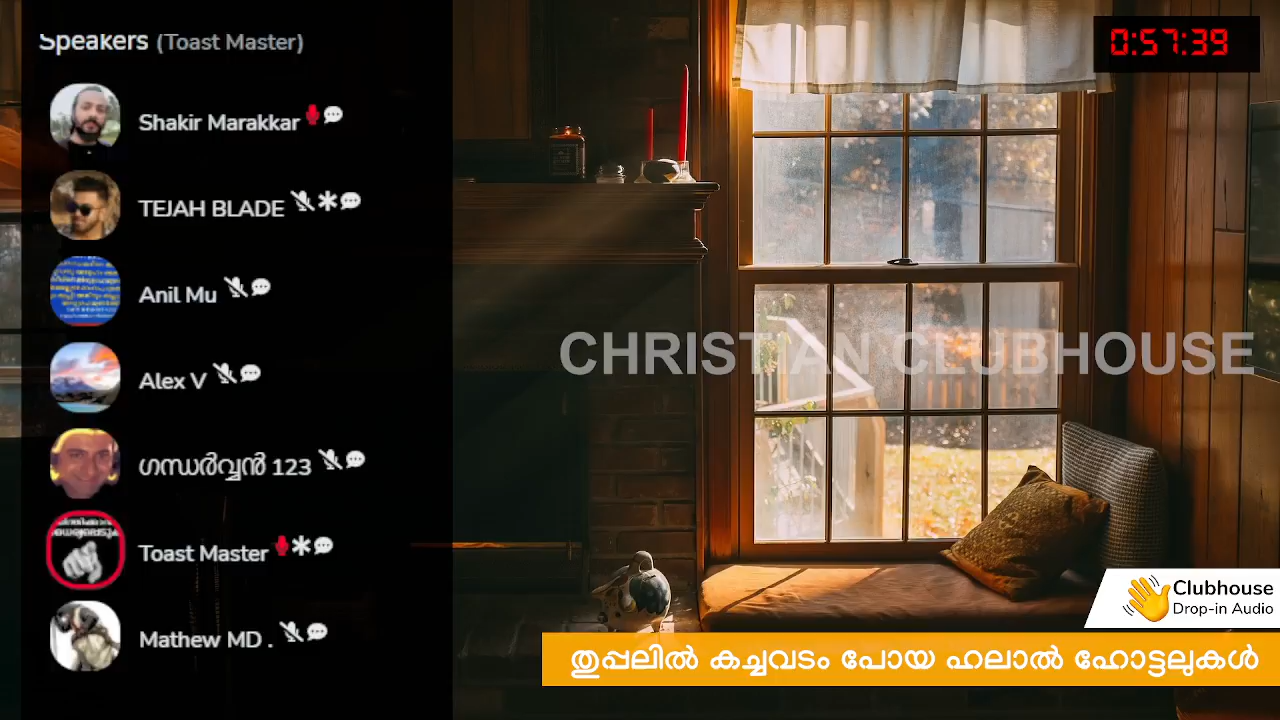 Speakers (Toast Master)
0:57:39
Shakir Marakkar
TEJAH BLADE
Anil Mu
Alex V
ഗന്ധർവ്വൻ 123
Toast Master
Mathew MD .
CHRISTIAN CLUBHOUSE
Clubhouse
Drop-in Audio
തുപ്പലിൽ കച്ചവടം പോയ ഹലാൽ ഹോട്ടലുകൾ